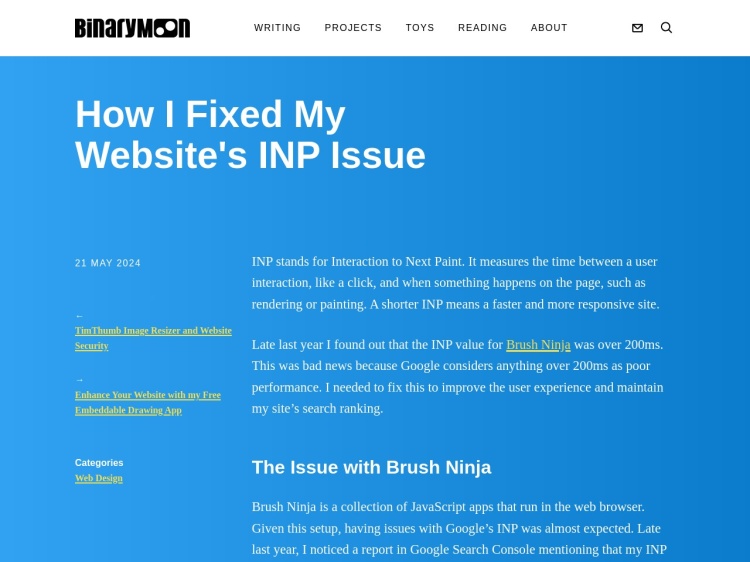 BinaryMoon
WRITING
PROJECTS
TOYS
READING
ABOUT
How I Fixed My
Website's INP Issue
21 MAY 2024
←
TimThumb Image Resizer and Website
Security
→
Enhance Your Website with my Free
Embeddable Drawing App
Categories
Web Design
INP stands for Interaction to Next Paint. It measures the time between a user
interaction, like a click, and when something happens on the page, such as
rendering or painting. A shorter INP means a faster and more responsive site.
Late last year I found out that the INP value for Brush Ninja was over 200ms.
This was bad news because Google considers anything over 200ms as poor
performance. I needed to fix this to improve the user experience and maintain
my site’s search ranking.
The Issue with Brush Ninja
Brush Ninja is a collection of JavaScript apps that run in the web browser.
Given this setup, having issues with Google’s INP was almost expected. Late
last year, I noticed a report in Google Search Console mentioning that my INP